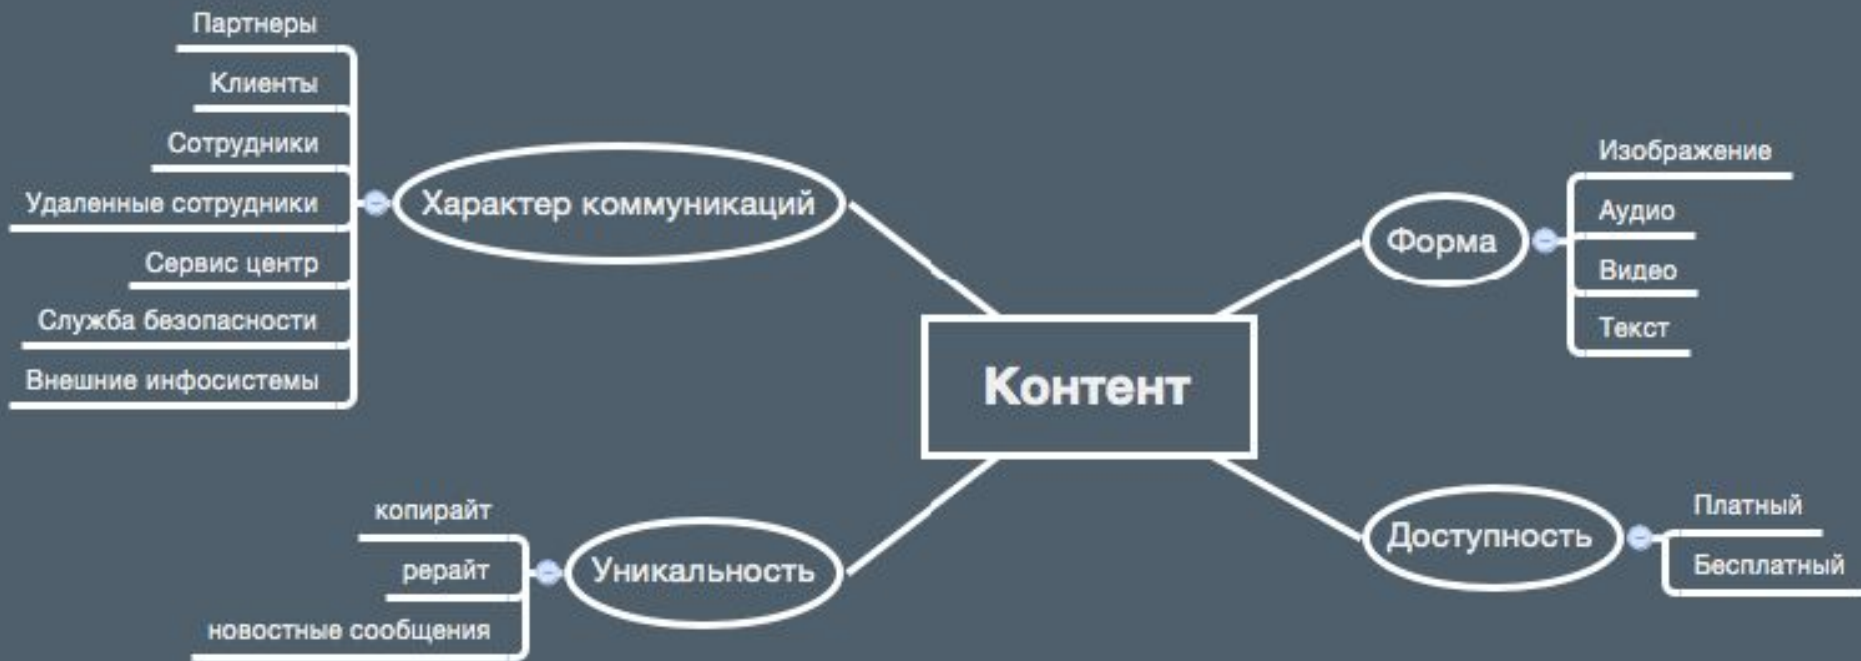 Партнеры
Клиенты
Сотрудники
Удаленные сотрудники
Сервис центр
Служба безопасности
Внешние инфосистемы
Характер коммуникаций
Изображение
Аудио
Видео
Текст
Форма
Контент
копирайт
рерайт
новостные сообщения
Уникальность
Доступность
Платный
Бесплатный